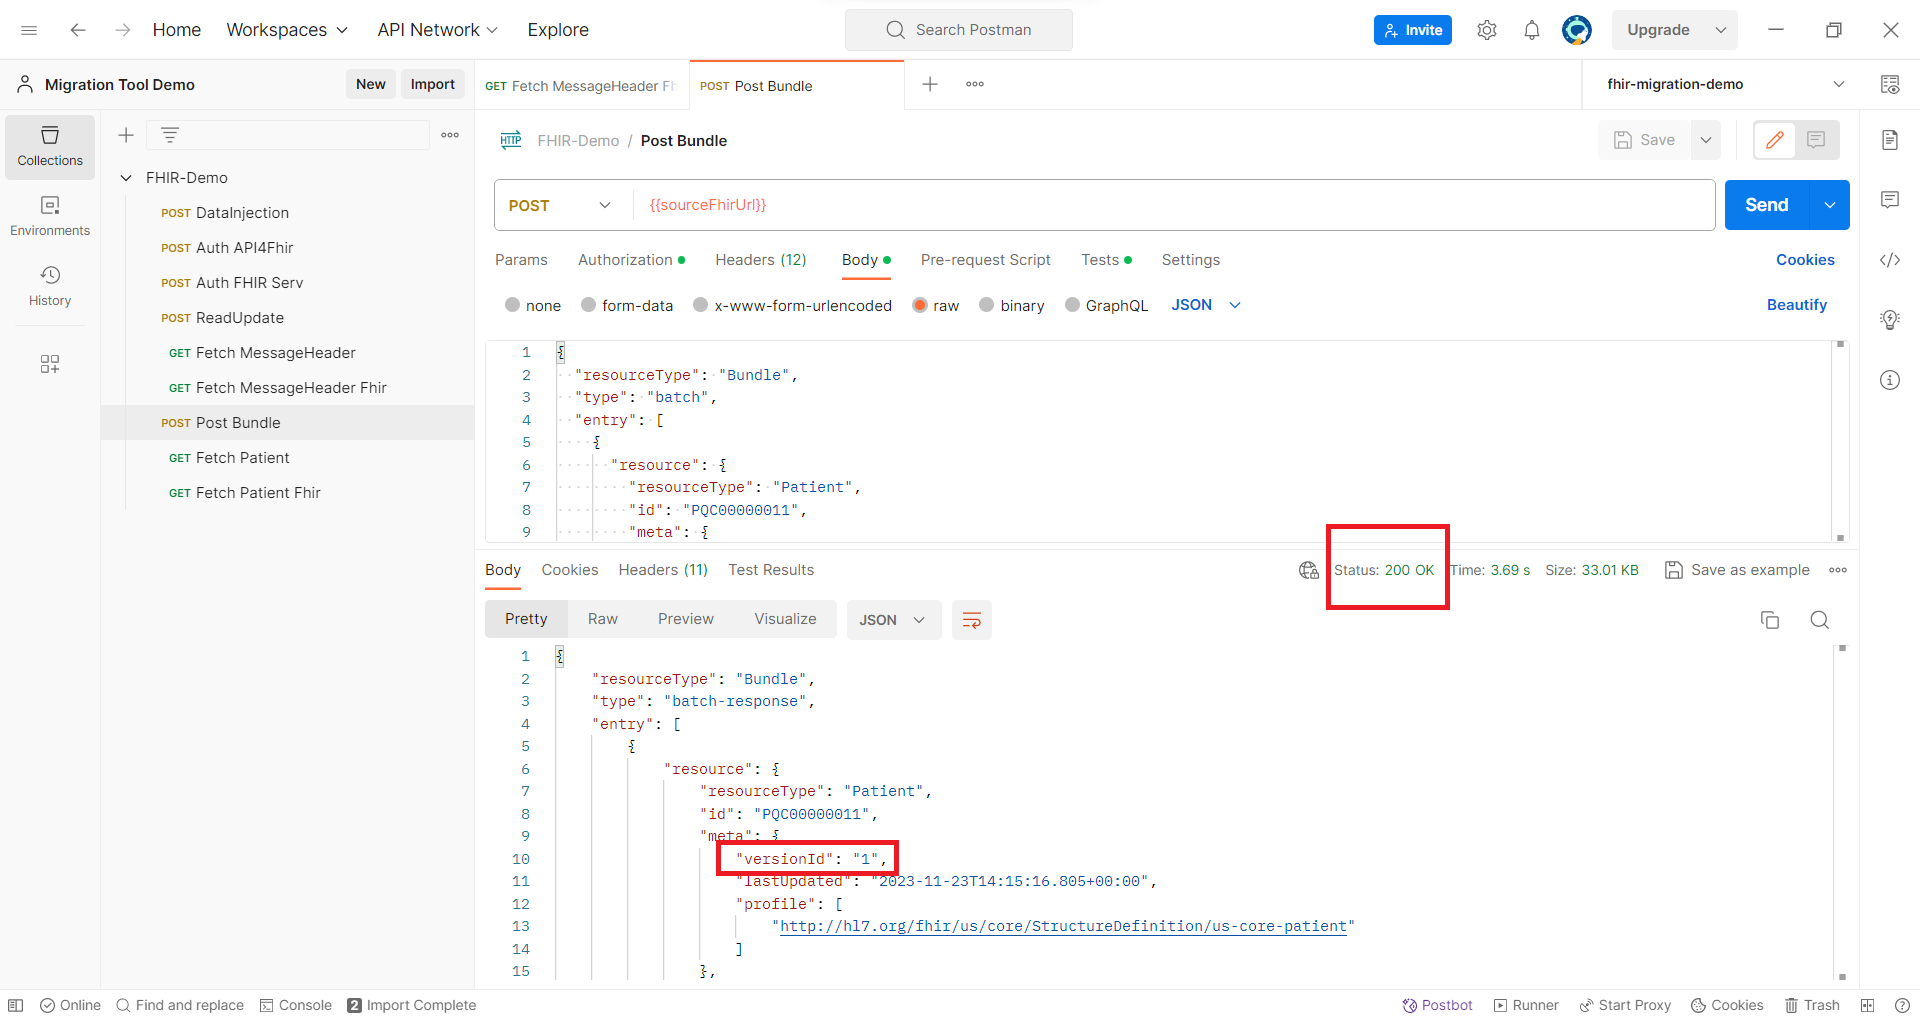 Home Workspaces API Network Explore Search Postman Invite Upgrade
Migration Tool Demo New Import GET Fetch MessageHeader Fh POST Post Bundle fhir-migration-demo
Collections
Environments
History
FHIR-Demo
POST DataInjection
POST Auth API4Fhir
POST Auth FHIR Serv
POST ReadUpdate
GET Fetch MessageHeader
GET Fetch MessageHeader Fhir
POST Post Bundle
GET Fetch Patient
GET Fetch Patient Fhir
HTTP FHIR-Demo / Post Bundle Save
POST {{sourceFhirUrl}} Send
Params Authorization Headers (12) Body Pre-request Script Tests Settings Cookies
none form-data x-www-form-urlencoded raw binary GraphQL JSON Beautify
1 {
2 "resourceType": "Bundle",
3 "type": "batch",
4 "entry": [
5 {
6 "resource": {
7 "resourceType": "Patient",
8 "id": "PQC00000011",
9 "meta": {
Body Cookies Headers (11) Test Results Status: 200 OK Time: 3.69 s Size: 33.01 KB Save as example
Pretty Raw Preview Visualize JSON
1 {
2 "resourceType": "Bundle",
3 "type": "batch-response",
4 "entry": [
5 {
6 "resource": {
7 "resourceType": "Patient",
8 "id": "PQC00000011",
9 "meta": {
10 "versionId": "1",
11 "lastUpdated": "2023-11-23T14:15:16.805+00:00",
12 "profile": [
13 "http://hl7.org/fhir/us/core/StructureDefinition/us-core-patient"
14 ]
15 },
Online Find and replace Console 2 Import Complete Postbot Runner Start Proxy Cookies Trash